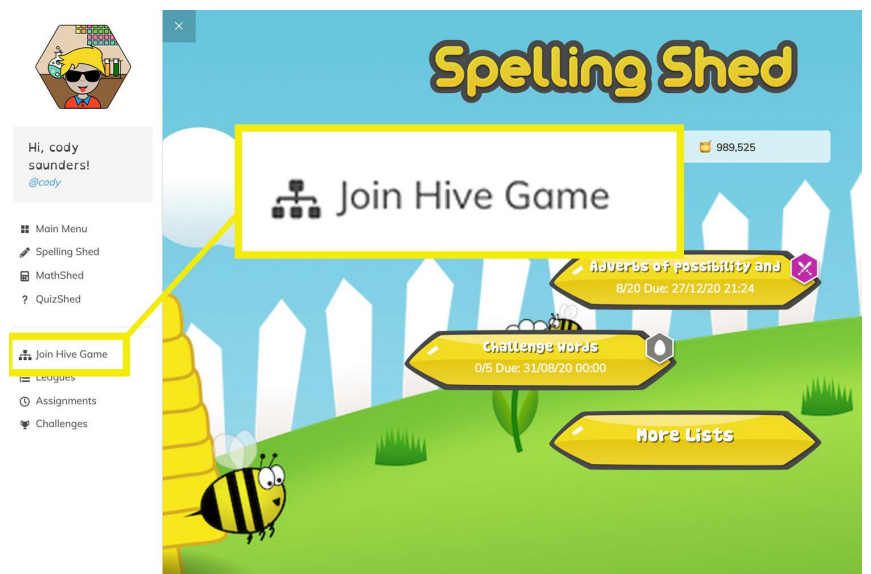 ×
Hi, cody
saunders!
@cody
Main Menu
Spelling Shed
MathShed
? QuizShed
Join Hive Game
Leagues
Assignments
Challenges
Spelling Shed
989,525
Join Hive Game
Adverbs of possibility and
8/20 Due: 27/12/20 21:24
Challenge words
0/5 Due: 31/08/20 00:00
More Lists